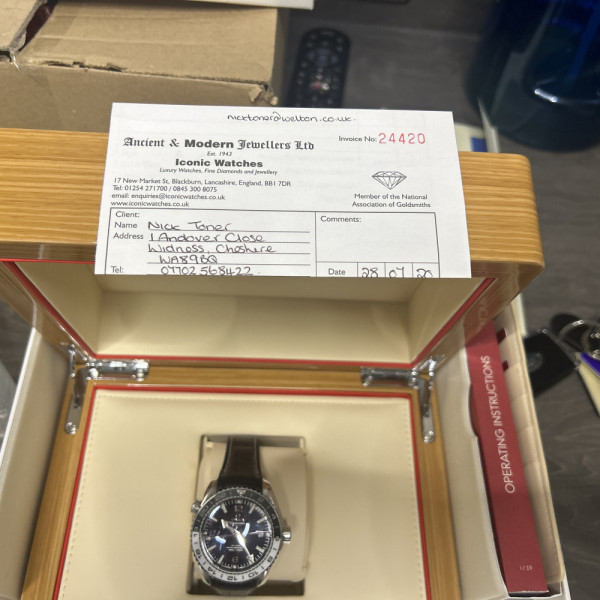 nicktoner@welton.co.uk.
Ancient & Modern Jewellers Ltd
Invoice No: 24420
Est. 1943
Iconic Watches
Luxury Watches, Fine Diamonds and Jewellery
17 New Market St, Blackburn, Lancashire, England, BB1 7DR
Tel: 01254 271700 / 0845 300 8075
email: enquiries@iconicwatches.co.uk
www.iconicwatches.co.uk
Member of the National
Association of Goldsmiths
Client:
Name Nick Toner
Address 1 Andover Close
Widnoss, Cheshire
WA8 9BQ
Tel: 07702 568422.
Comments:
Date 28 07 20
OPERATING INSTRUCTIONS